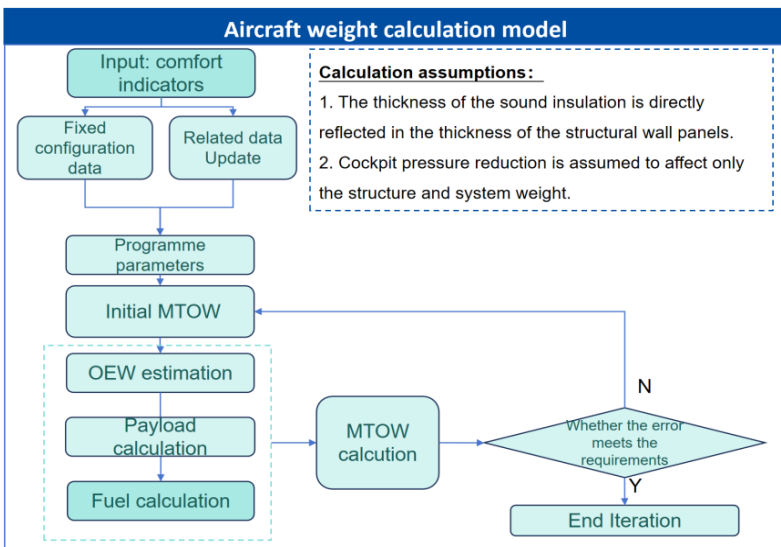 Aircraft weight calculation model
Input: comfort
indicators
Calculation assumptions:
1. The thickness of the sound insulation is directly
reflected in the thickness of the structural wall panels.
2. Cockpit pressure reduction is assumed to affect only
the structure and system weight.
Fixed
configuration
data
Related data
Update
Programme
parameters
Initial MTOW
OEW estimation
Payload
calculation
Fuel calculation
MTOW
calcution
Whether the error
meets the
requirements
N
Y
End Iteration